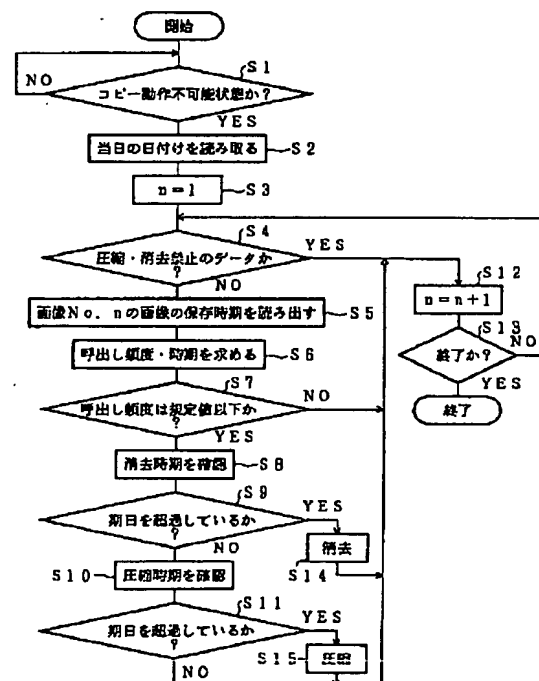 開始
S1
NO
コピー動作不可能状態か?
YES
当日の日付けを読み取る
S2
n=1
S3
S4
圧縮・消去禁止のデータか
?
YES
NO
画像No.nの画像の保存時期を読み出す
S5
呼出し頻度・時期を求める
S6
S7
呼出し頻度は規定値以下か
?
NO
YES
消去時期を確認
S8
S9
期日を超過しているか
?
YES
NO
消去
S14
S10
圧縮時期を確認
S11
期日を超過しているか
?
YES
NO
S15
圧縮
S12
n=n+1
S13
終了か?
NO
YES
終了